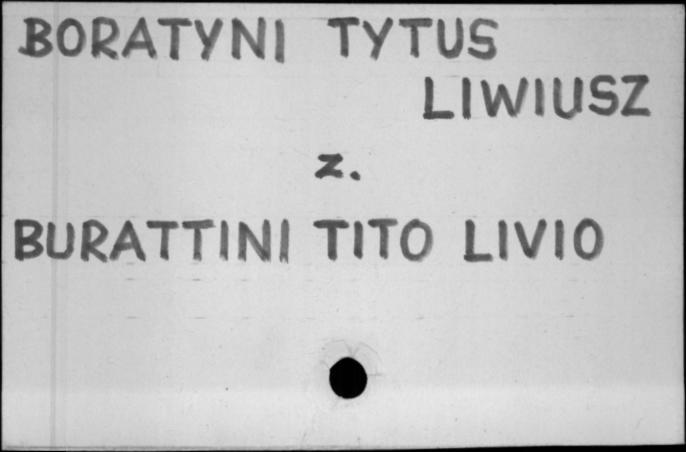 BORATYNI TYTUS
LIWIUSZ
z.
BURATTINI TITO LIVIO